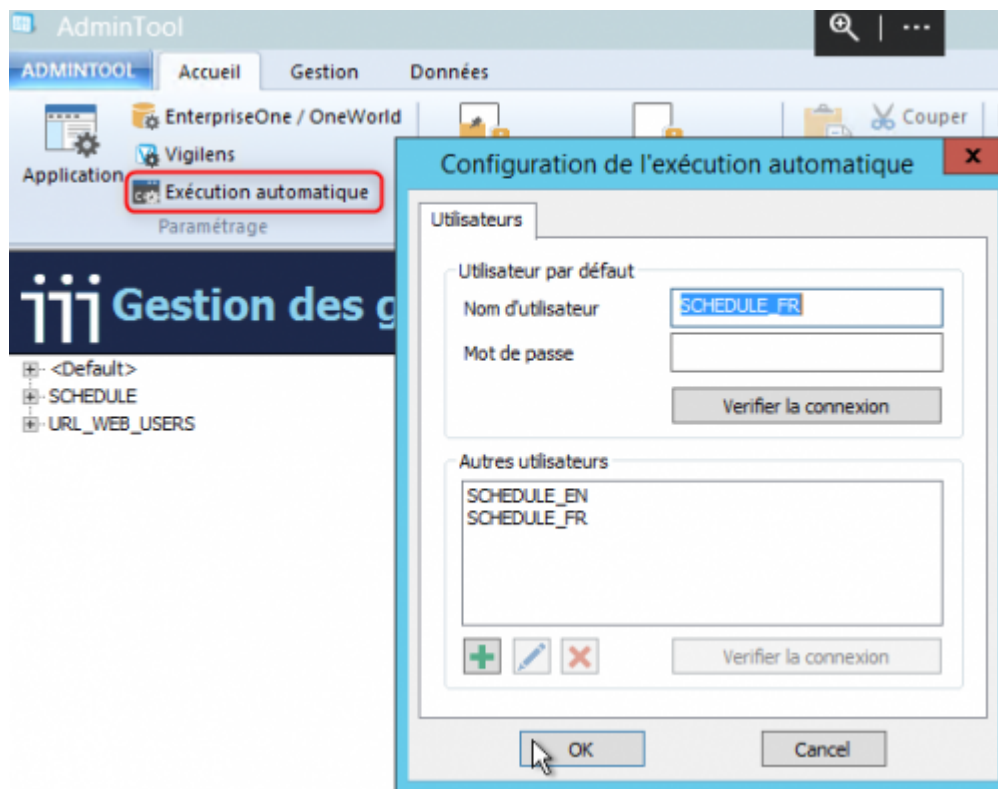 AdminTool
ADMINTOOL Accueil Gestion Données
EnterpriseOne / OneWorld
Couper
Vigilens
Application
Exécution automatique
Paramétrage
Gestion des g
<Default>
SCHEDULE
URL_WEB_USERS
Configuration de l'exécution automatique
Utilisateurs
Utilisateur par défaut
Nom d'utilisateur SCHEDULE_FR
Mot de passe
Verifier la connexion
Autres utilisateurs
SCHEDULE_EN
SCHEDULE_FR
Verifier la connexion
OK Cancel